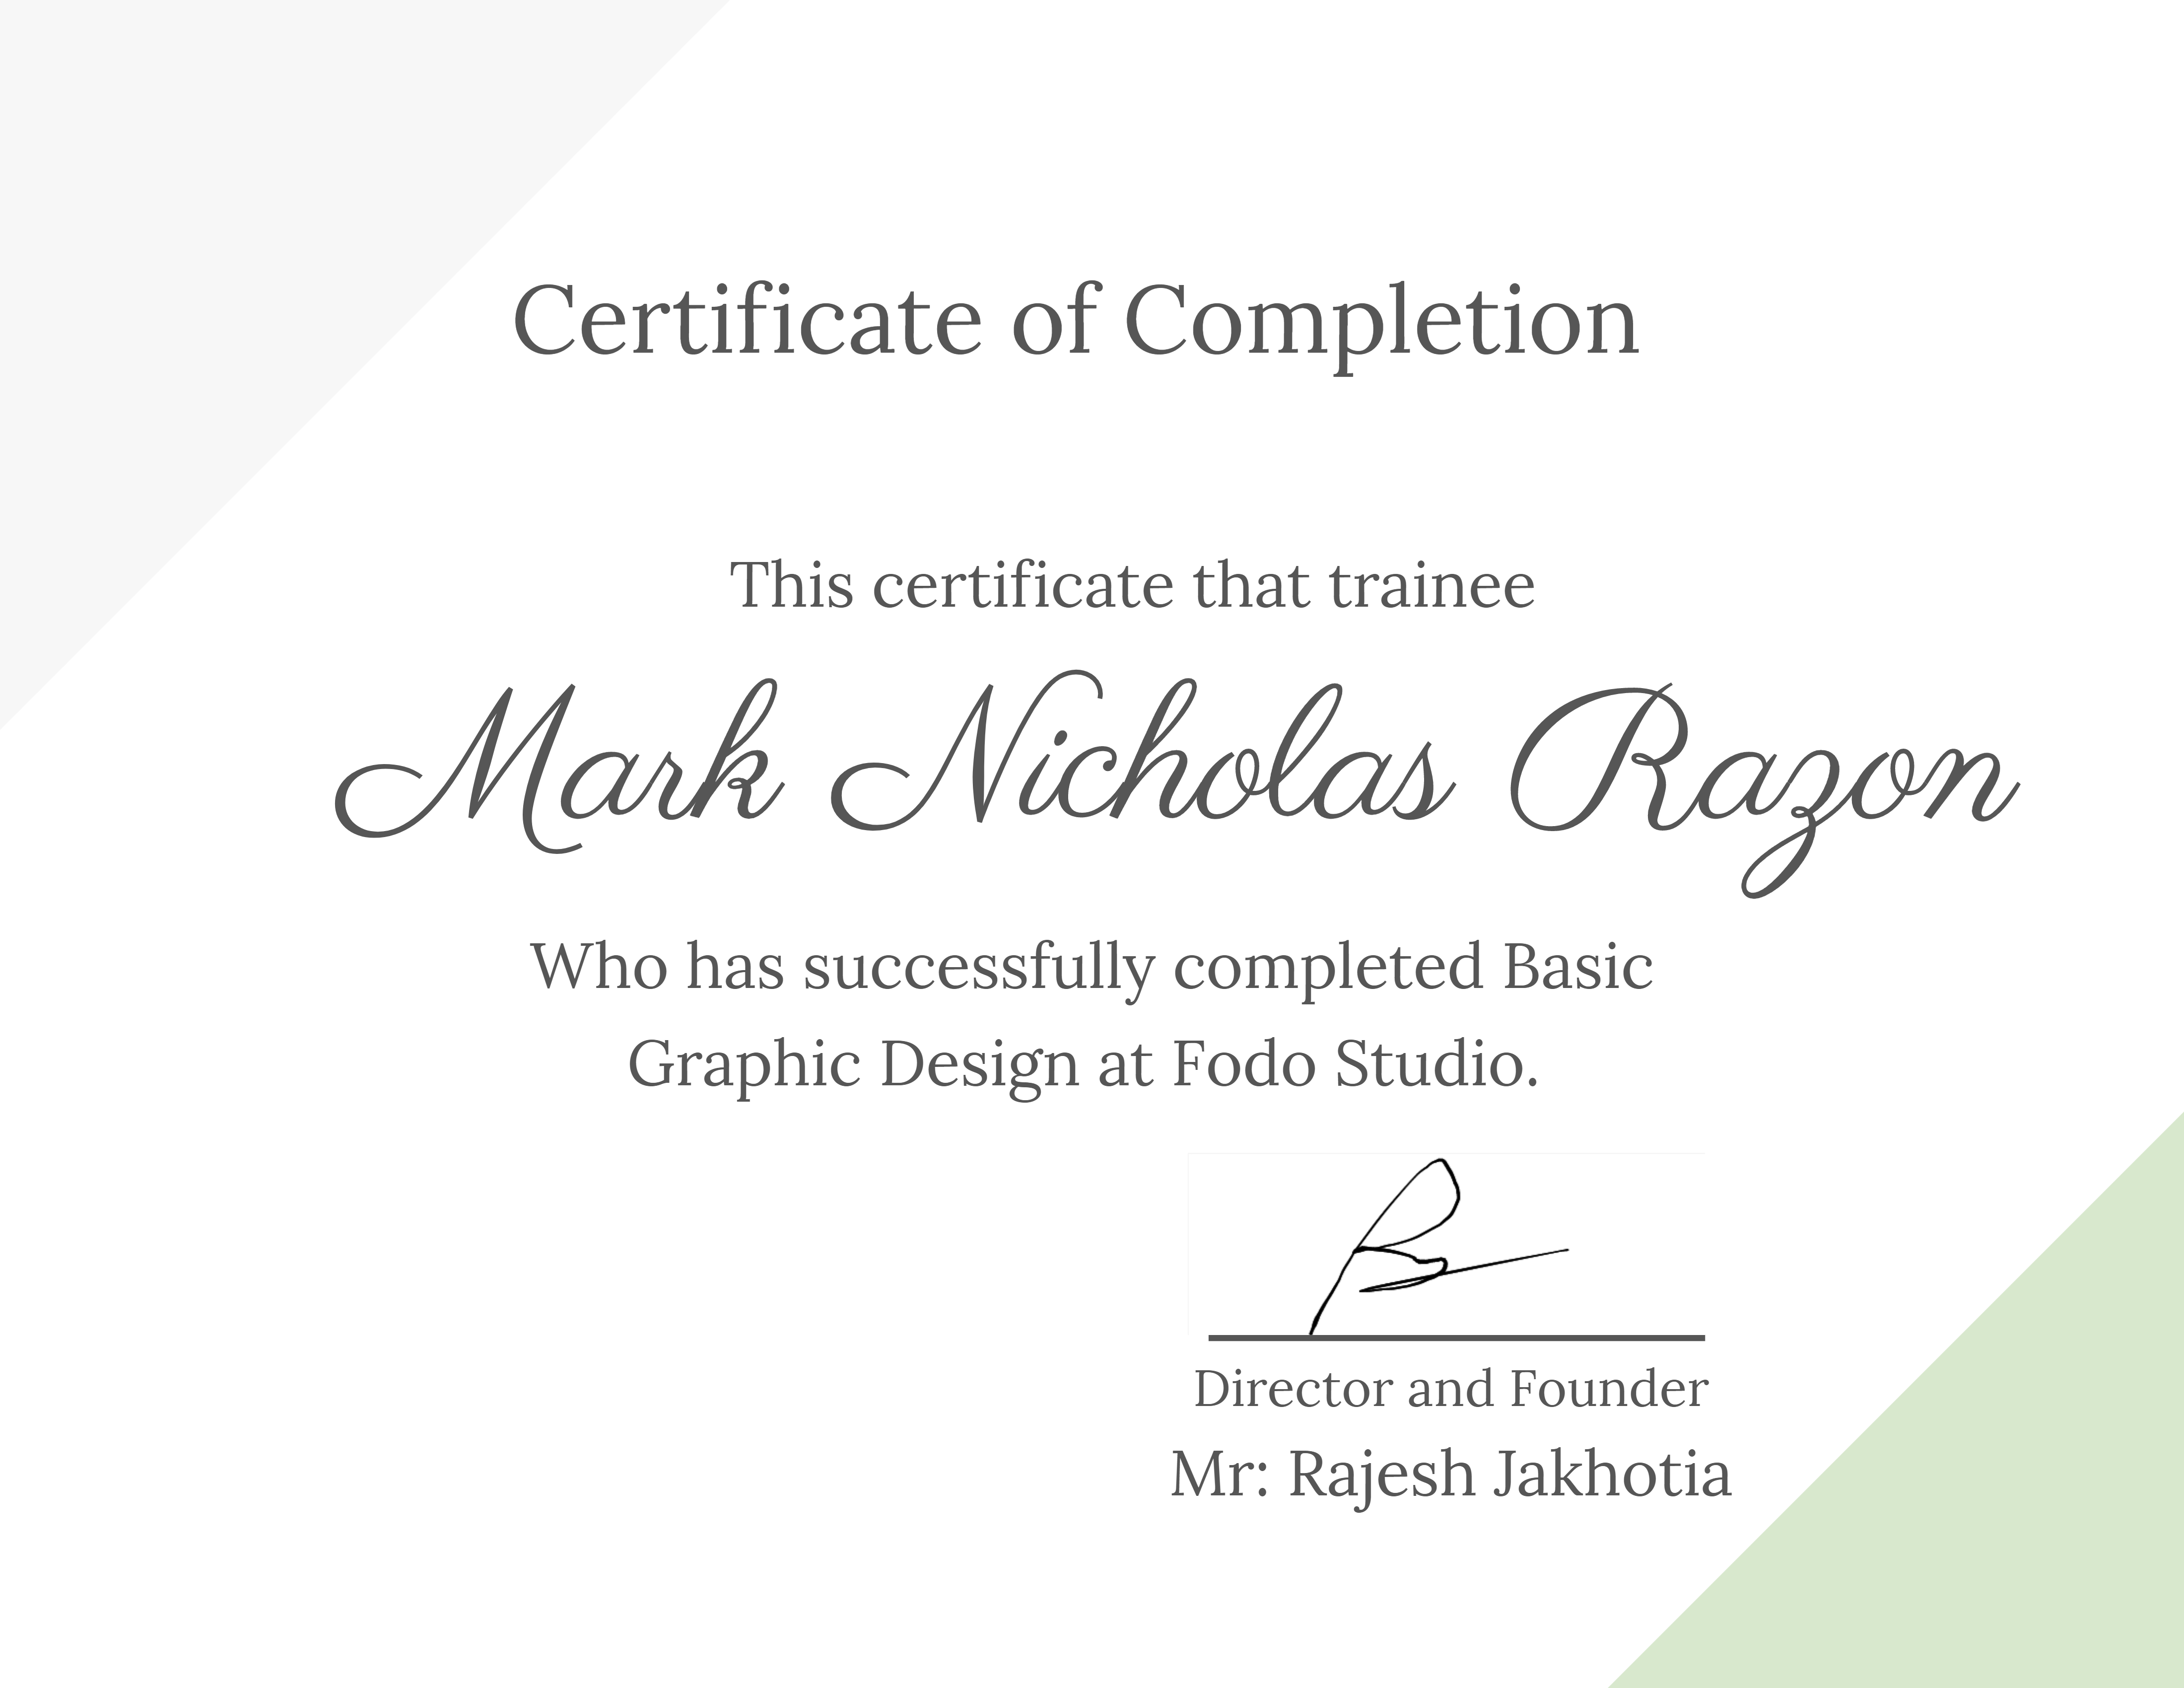 Certificate of Completion
This certificate that trainee
Mark Nicholas Razon
Who has successfully completed Basic
Graphic Design at Fodo Studio.
Director and Founder
Mr: Rajesh Jakhotia